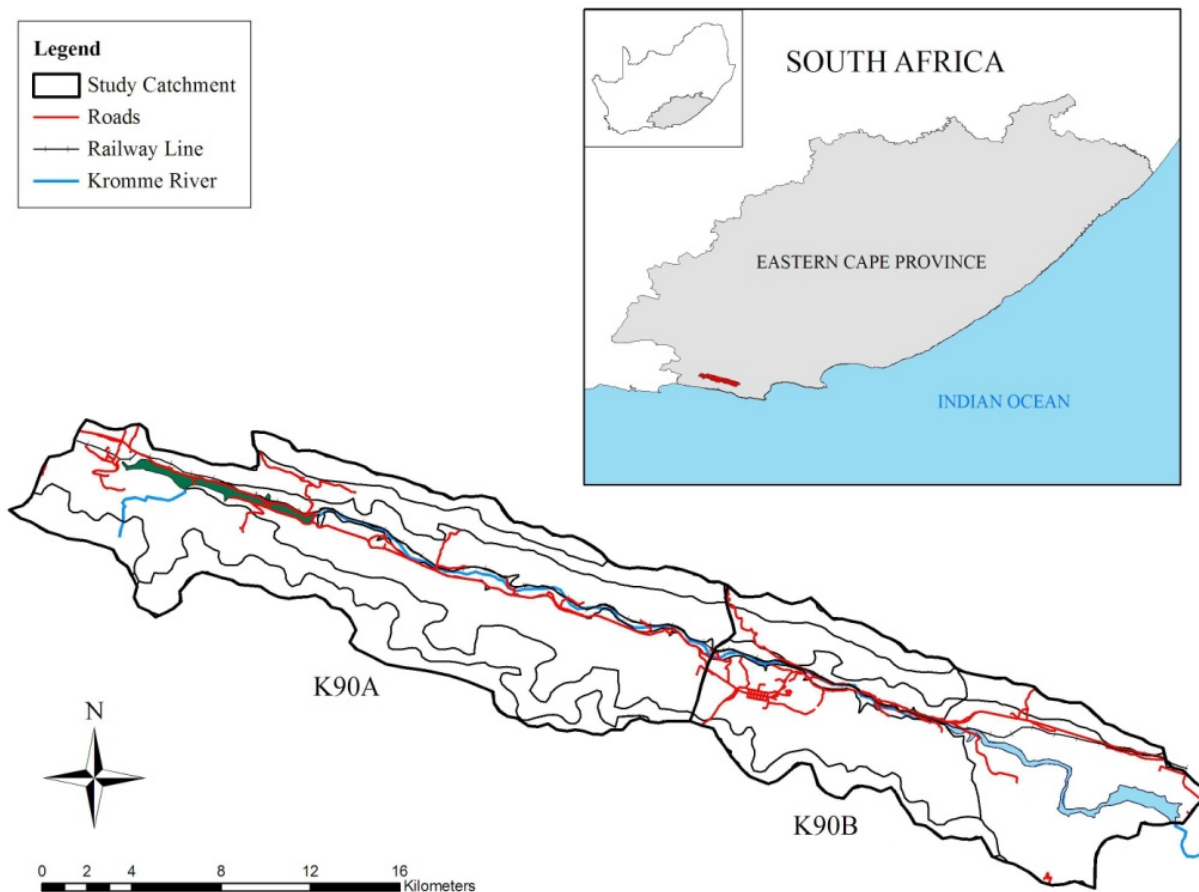 Legend
Study Catchment
Roads
Railway Line
Kromme River
SOUTH AFRICA
EASTERN CAPE PROVINCE
INDIAN OCEAN
K90A
K90B
N
0 2 4 8 12 16
Kilometers